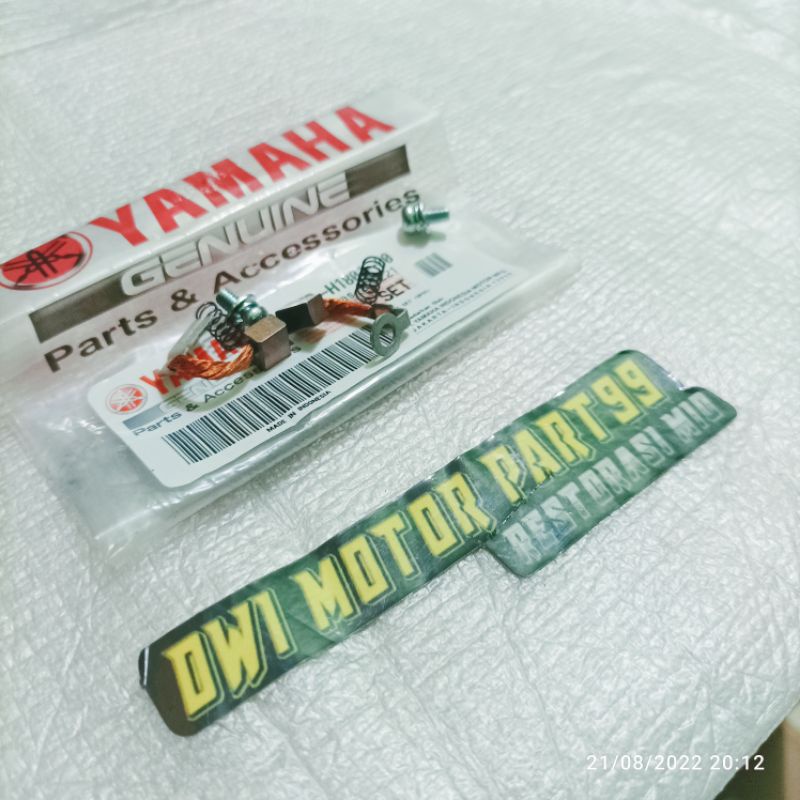 YAMAHA
GENUINE
Parts & Accessories
SET
YAMAHA
Parts & Accessories
MADE IN INDONESIA
DWI MOTOR PART99
RESTORASI MIO
21/08/2022 20:12